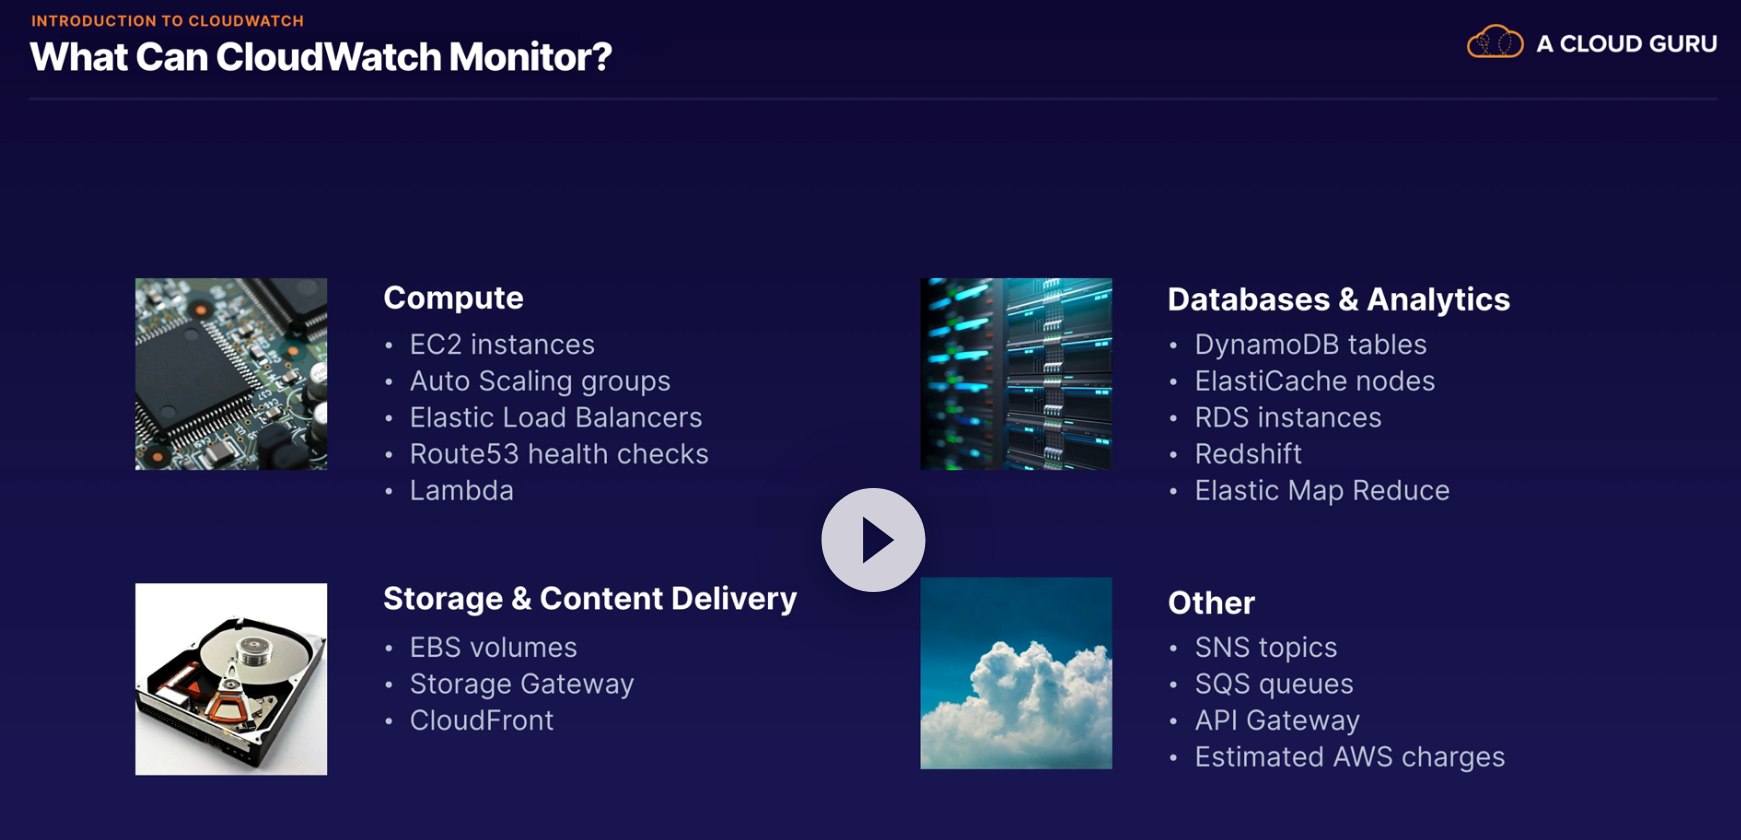 INTRODUCTION TO CLOUDWATCH
What Can CloudWatch Monitor?
A CLOUD GURU
Compute
• EC2 instances
• Auto Scaling groups
• Elastic Load Balancers
• Route53 health checks
• Lambda
Databases & Analytics
• DynamoDB tables
• ElastiCache nodes
• RDS instances
• Redshift
• Elastic Map Reduce
Storage & Content Delivery
• EBS volumes
• Storage Gateway
• CloudFront
Other
• SNS topics
• SQS queues
• API Gateway
• Estimated AWS charges